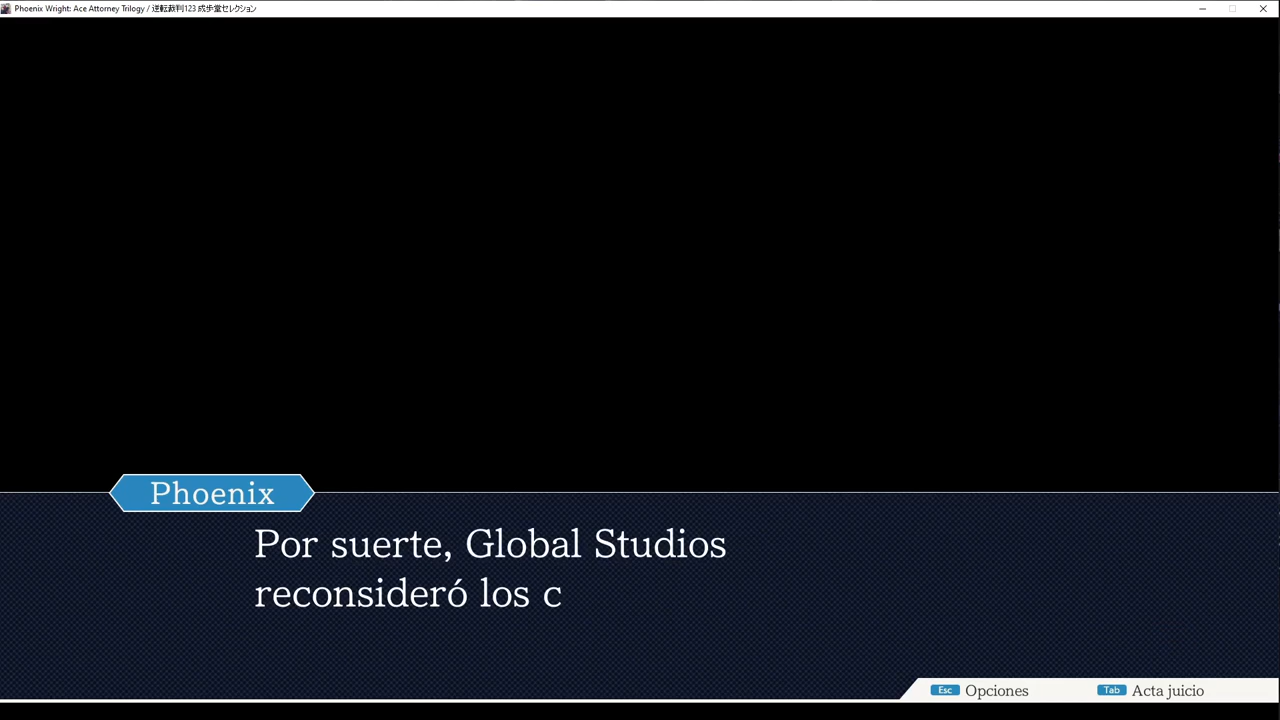 Phoenix Wright: Ace Attorney Trilogy / 逆転裁判123 成歩堂セレクション
Phoenix
Por suerte, Global Studios
reconsideró los c
Esc Opciones
Tab Acta juicio